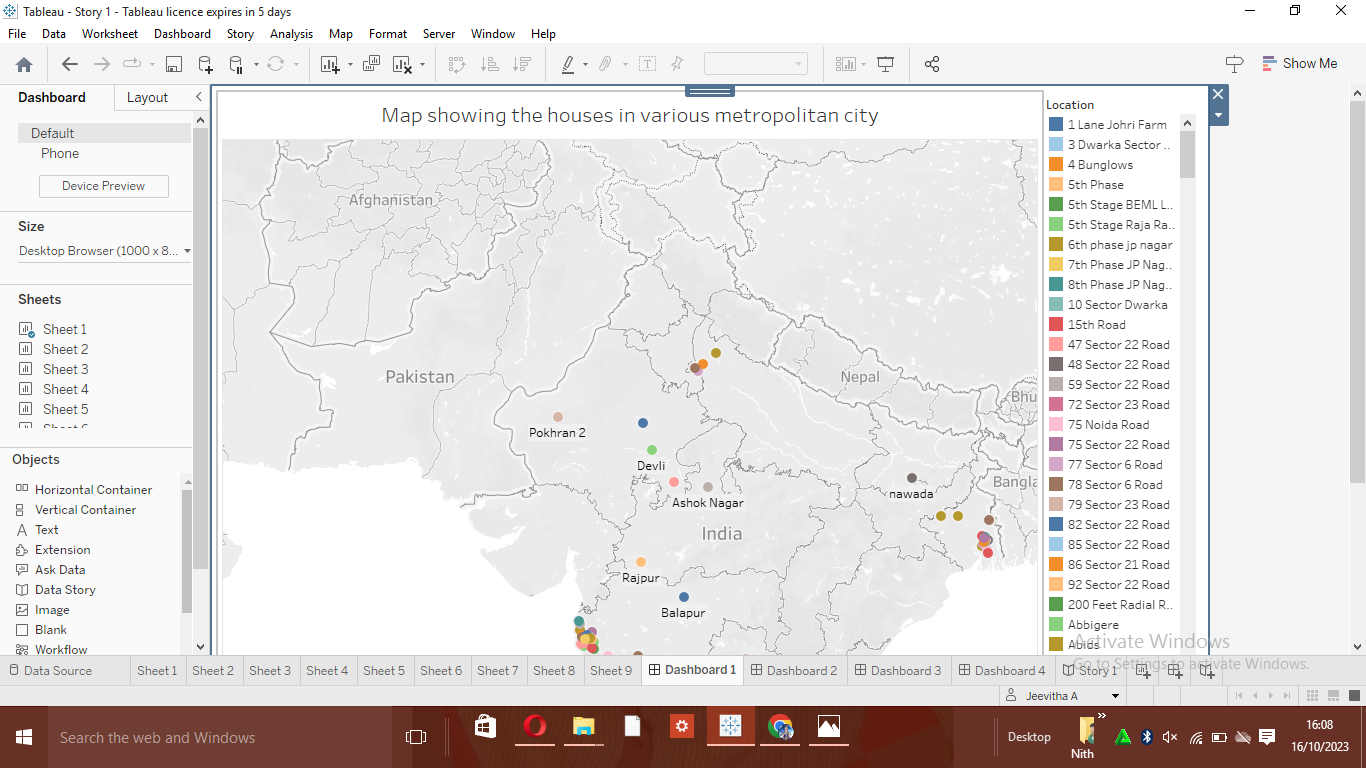 Tableau - Story 1 - Tableau licence expires in 5 days
File Data Worksheet Dashboard Story Analysis Map Format Server Window Help
Show Me
Dashboard Layout
Default
Phone
Device Preview
Size
Desktop Browser (1000 x 8...
Sheets
Sheet 1
Sheet 2
Sheet 3
Sheet 4
Sheet 5
Objects
Horizontal Container
Vertical Container
Text
Extension
Ask Data
Data Story
Image
Blank
Workflow
Map showing the houses in various metropolitan city
Afghanistan
Pakistan
Nepal
Bhu
Pokhran 2
Devli
Ashok Nagar
nawada
Bangla
India
Rajpur
Balapur
Location
1 Lane Johri Farm
3 Dwarka Sector ..
4 Bunglows
5th Phase
5th Stage BEML L..
5th Stage Raja Ra..
6th phase jp nagar
7th Phase JP Nag..
8th Phase JP Nag..
10 Sector Dwarka
15th Road
47 Sector 22 Road
48 Sector 22 Road
59 Sector 22 Road
72 Sector 23 Road
75 Noida Road
75 Sector 22 Road
77 Sector 6 Road
78 Sector 6 Road
79 Sector 23 Road
82 Sector 22 Road
85 Sector 22 Road
86 Sector 21 Road
92 Sector 22 Road
200 Feet Radial R..
Abbigere
Abids
Activate Windows
Go to Settings to activate Windows.
Data Source Sheet 1 Sheet 2 Sheet 3 Sheet 4 Sheet 5 Sheet 6 Sheet 7 Sheet 8 Sheet 9 Dashboard 1 Dashboard 2 Dashboard 3 Dashboard 4 Story 1
Jeevitha A
Search the web and Windows
Desktop
Nith
16:08
16/10/2023